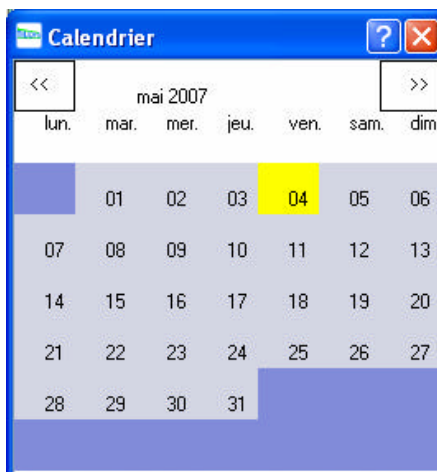 Calendrier
<< >>
mai 2007
lun. mar. mer. jeu. ven. sam. dim
01 02 03 04 05 06
07 08 09 10 11 12 13
14 15 16 17 18 19 20
21 22 23 24 25 26 27
28 29 30 31